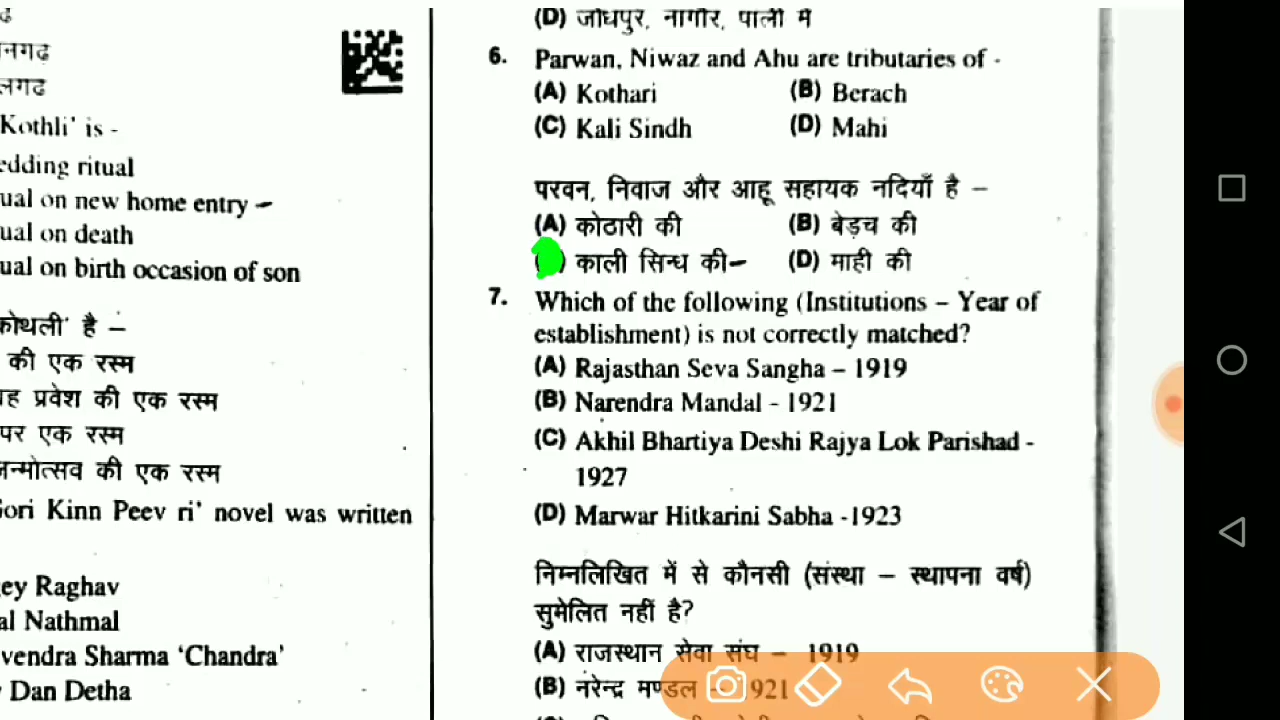 नगढ़
लगढ
Kothli' is -
edding ritual
ual on new home entry -
ual on death
ual on birth occasion of son
कोथली' है -
की एक रस्म
ह प्रवेश की एक रस्म
पर एक रस्म
जन्मोत्सव की एक रस्म
Gori Kinn Peev ri' novel was written
ey Raghav
al Nathmal
vendra Sharma 'Chandra'
Dan Detha
(D) जोधपुर, नागौर, पाली में
6. Parwan, Niwaz and Ahu are tributaries of -
(A) Kothari (B) Berach
(C) Kali Sindh (D) Mahi
परवन, निवाज और आहू सहायक नदियाँ है –
(A) कोठारी की (B) बेड़च की
काली सिन्ध की (D) माही की
7. Which of the following (Institutions – Year of
establishment) is not correctly matched?
(A) Rajasthan Seva Sangha – 1919
(B) Narendra Mandal - 1921
(C) Akhil Bhartiya Deshi Rajya Lok Parishad -
1927
(D) Marwar Hitkarini Sabha -1923
निम्नलिखित में से कौनसी (संस्था – स्थापना वर्ष)
सुमेलित नहीं है?
(A) राजस्थान सेवा संघ – 1919
(B) नरेन्द्र मण्डल - 1921